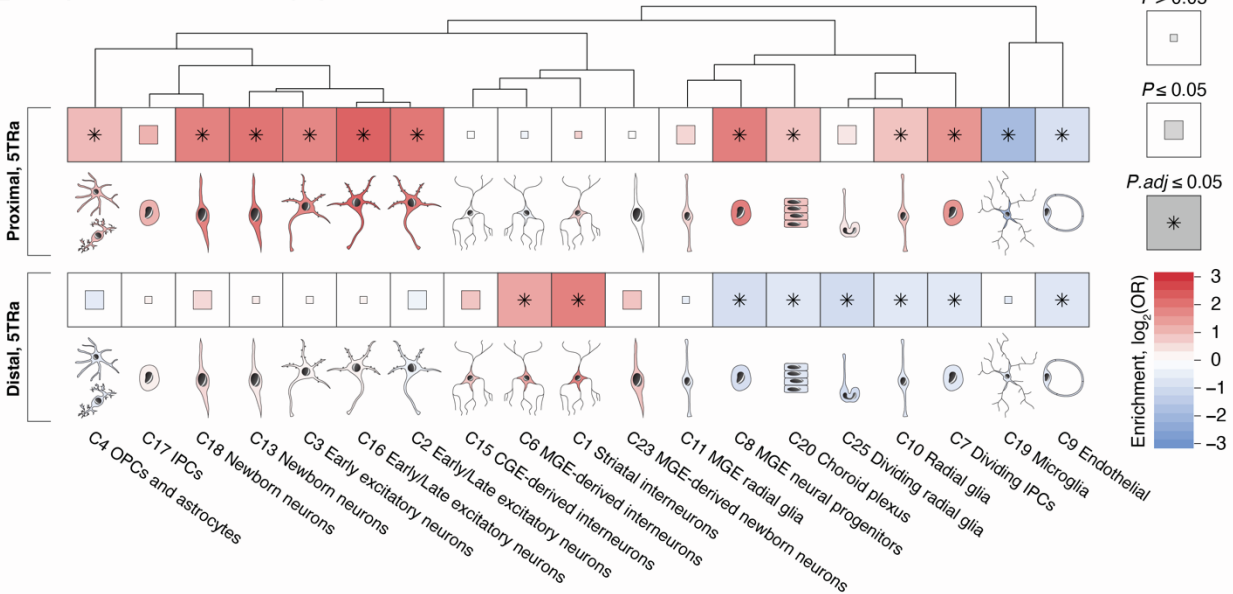 P > 0.05
P ≤ 0.05
P.adj ≤ 0.05
*
Proximal, 5TRa
* * * * * * * * * * * *
Distal, 5TRa
* * * * * * * *
Enrichment, log2(OR)
3
2
1
0
−1
−2
−3
C4 OPCs and astrocytes
C17 IPCs
C18 Newborn neurons
C13 Newborn neurons
C3 Early excitatory neurons
C16 Early/Late excitatory neurons
C2 Early/Late excitatory neurons
C15 CGE-derived interneurons
C6 MGE-derived interneurons
C1 Striatal interneurons
C23 MGE-derived newborn neurons
C11 MGE radial glia
C8 MGE neural progenitors
C20 Choroid plexus
C25 Dividing radial glia
C10 Radial glia
C7 Dividing IPCs
C19 Microglia
C9 Endothelial